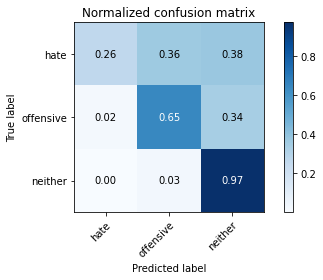 Normalized confusion matrix
True label
hate
0.26 0.36 0.38
offensive
0.02 0.65 0.34
neither
0.00 0.03 0.97
hate
offensive
neither
Predicted label
0.8
0.6
0.4
0.2